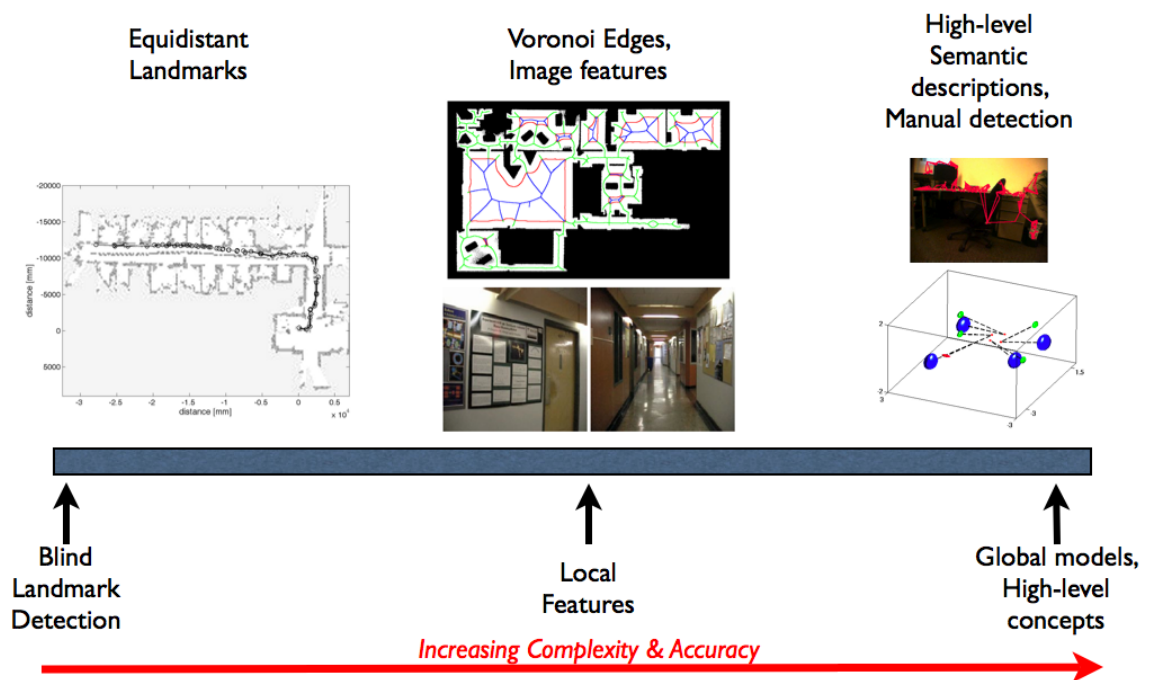 Equidistant
Landmarks
Voronoi Edges,
Image features
High-level
Semantic
descriptions,
Manual detection
-20000
-15000
-10000
-5000
0
5000
distance [mm]
-3
-2.5
-2
-1.5
-1
-0.5
0
0.5
distance [mm]
x 10⁴
2
-2
3
-3
-3
1.5
Blind
Landmark
Detection
Local
Features
Global models,
High-level
concepts
Increasing Complexity & Accuracy